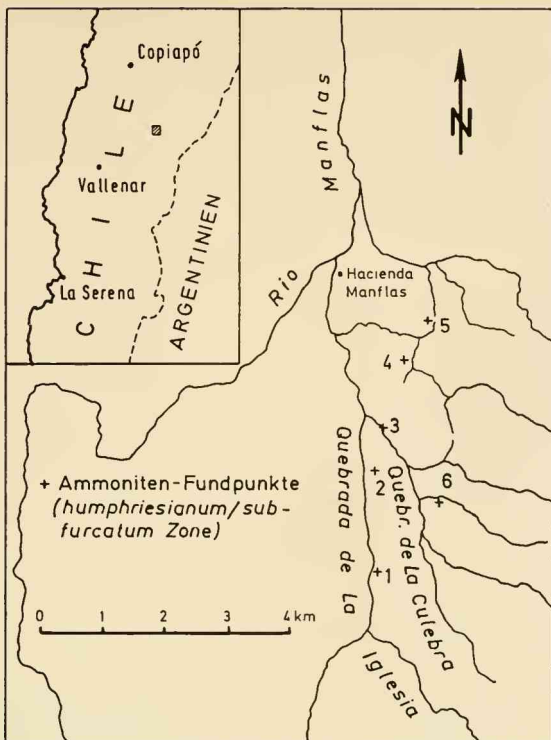 Copiapó
CHILE
Vallenar
La Serena
ARGENTINIEN
N
Rio Manflas
Hacienda
Manflas
5
4
3
6
2
1
Quebrada de La Iglesia
Quebr. de La Culebra
+ Ammoniten-Fundpunkte
(humphriesianum/sub-
furcatum Zone)
0 1 2 3 4 km